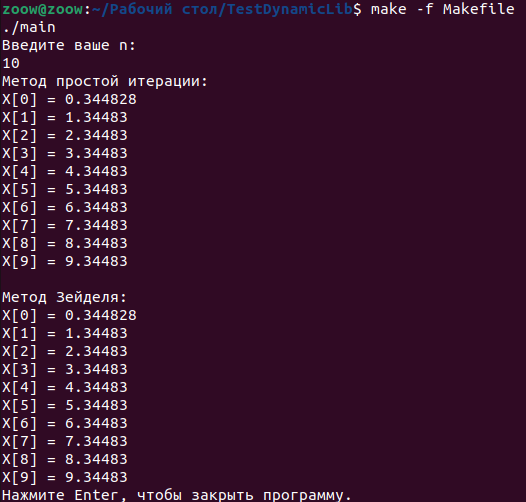 zoow@zoow:~/Рабочий стол/TestDynamicLib$ make -f Makefile
./main
Введите ваше n:
10
Метод простой итерации:
X[0] = 0.344828
X[1] = 1.34483
X[2] = 2.34483
X[3] = 3.34483
X[4] = 4.34483
X[5] = 5.34483
X[6] = 6.34483
X[7] = 7.34483
X[8] = 8.34483
X[9] = 9.34483

Метод Зейделя:
X[0] = 0.344828
X[1] = 1.34483
X[2] = 2.34483
X[3] = 3.34483
X[4] = 4.34483
X[5] = 5.34483
X[6] = 6.34483
X[7] = 7.34483
X[8] = 8.34483
X[9] = 9.34483
Нажмите Enter, чтобы закрыть программу.